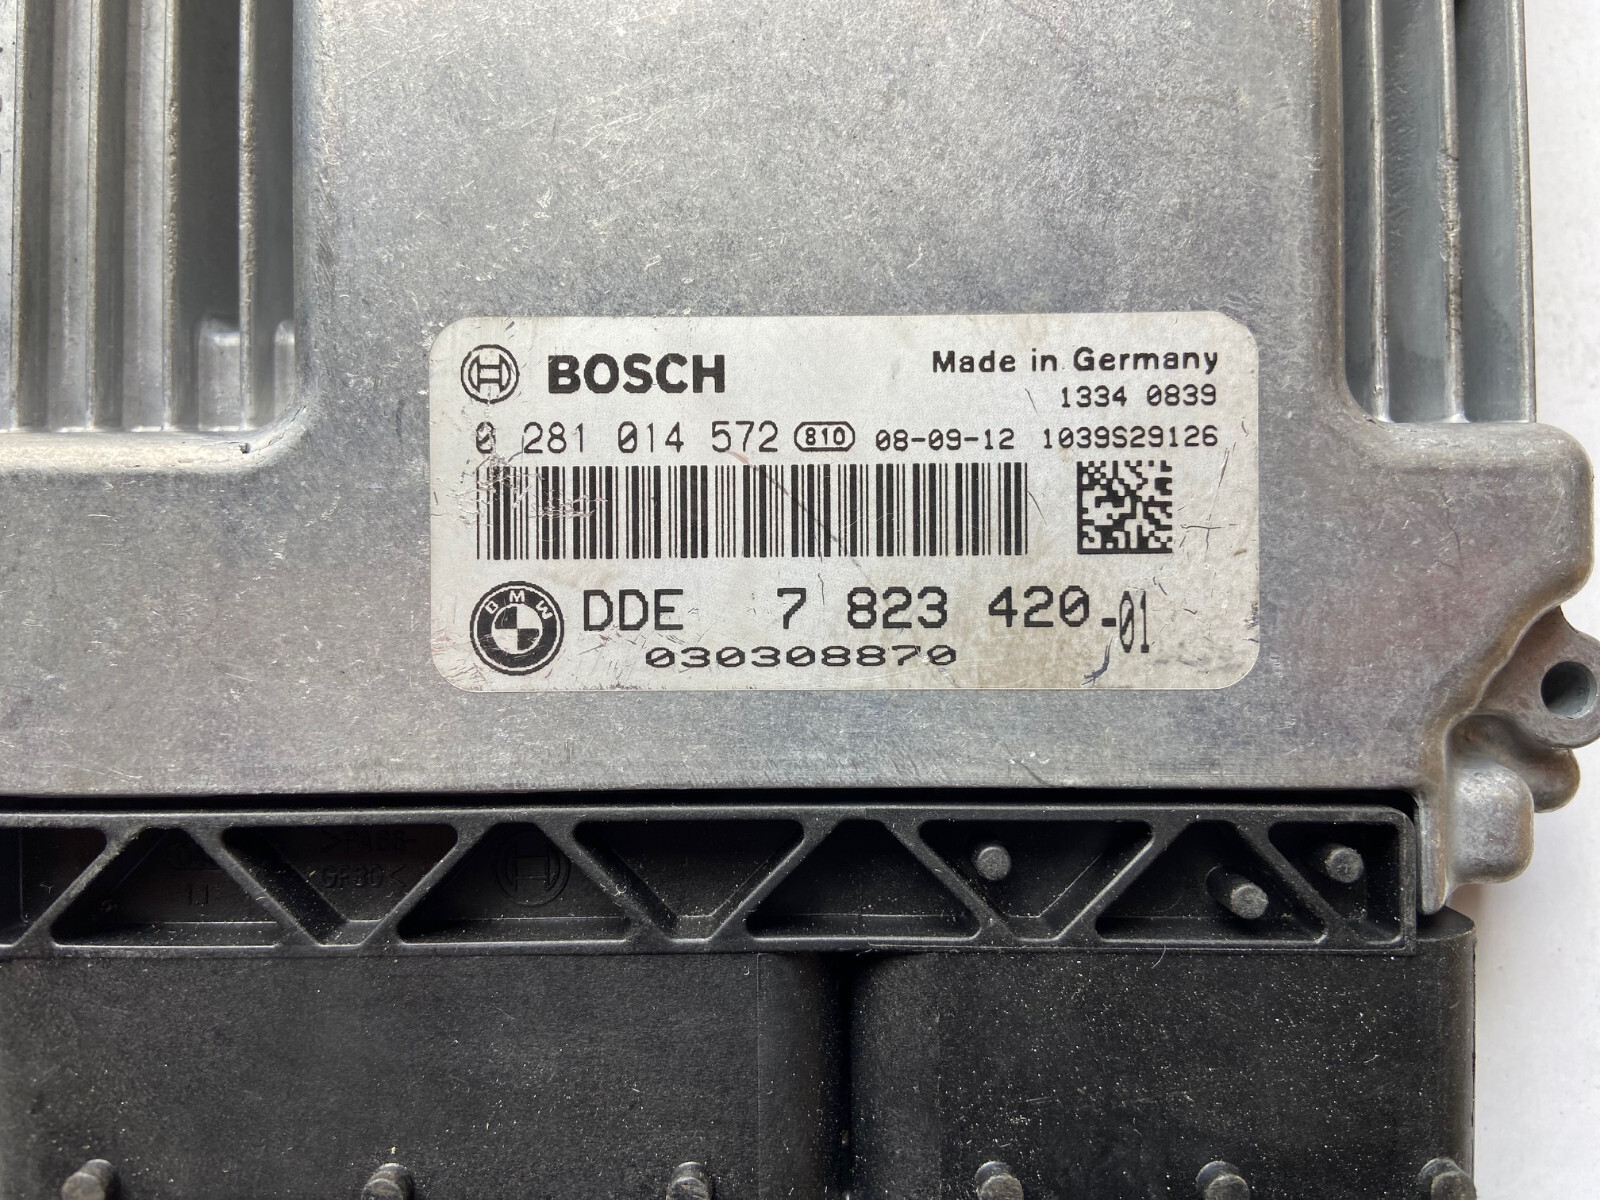 BOSCH
Made in Germany
1334 0839
0 281 014 572 810 08-09-12 1039S29126
BMW
DDE 7 823 420-01
030308870